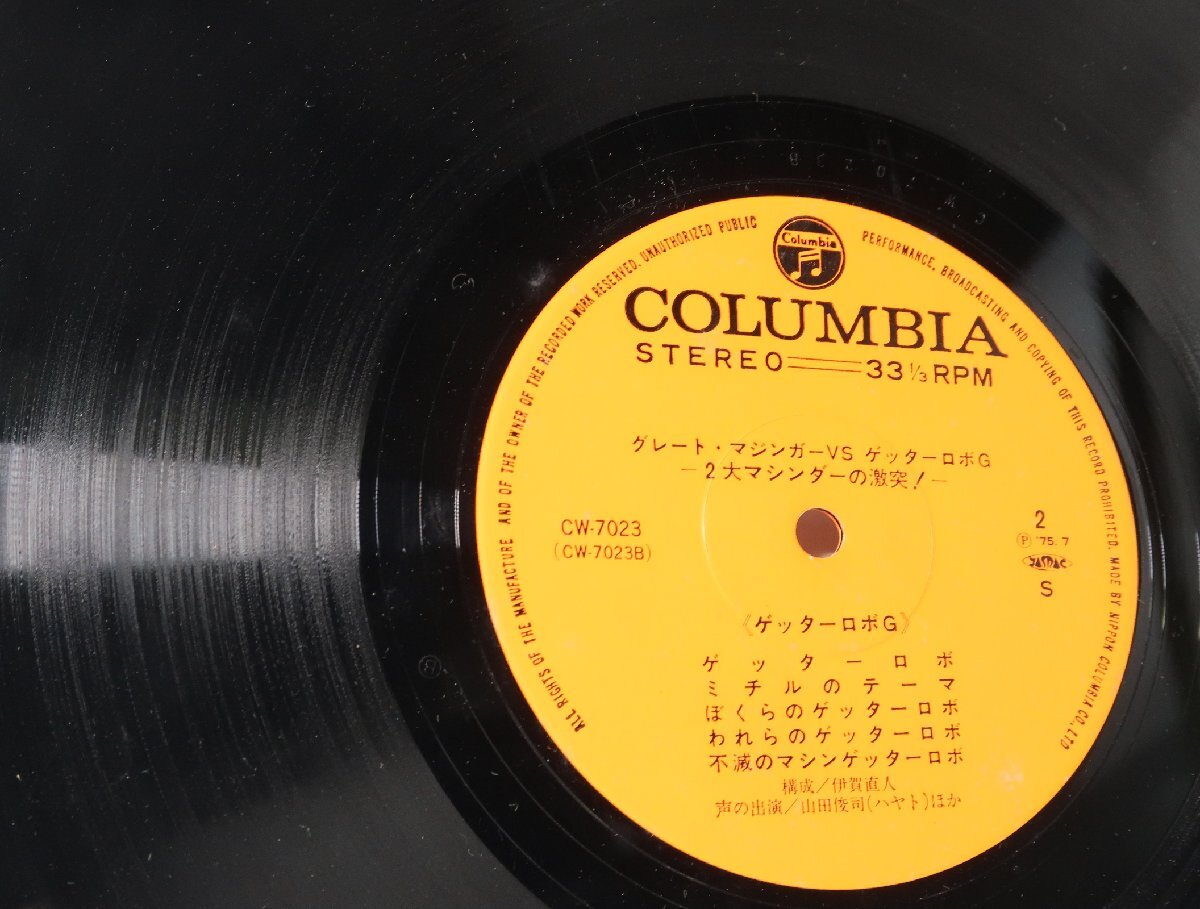 ALL RIGHTS OF THE MANUFACTURE AND OF THE OWNER OF THE RECORDED WORK RESERVED. UNAUTHORIZED PUBLIC PERFORMANCE, BROADCASTING AND COPYING OF THIS RECORD PROHIBITED. MADE BY NIPPON COLUMBIA CO., LTD
Columbia
COLUMBIA
STEREO 33 1/3 RPM
グレート・マジンガーVS ゲッターロボG
－2大マシンダーの激突！－
CW-7023
(CW-7023B)
2
Ⓟ '75.7
JASRAC
S
《ゲッターロボG》
ゲッターロボ
ミチルのテーマ
ぼくらのゲッターロボ
われらのゲッターロボ
不滅のマシンゲッターロボ
構成/伊賀直人
声の出演/山田俊司(ハヤト)ほか